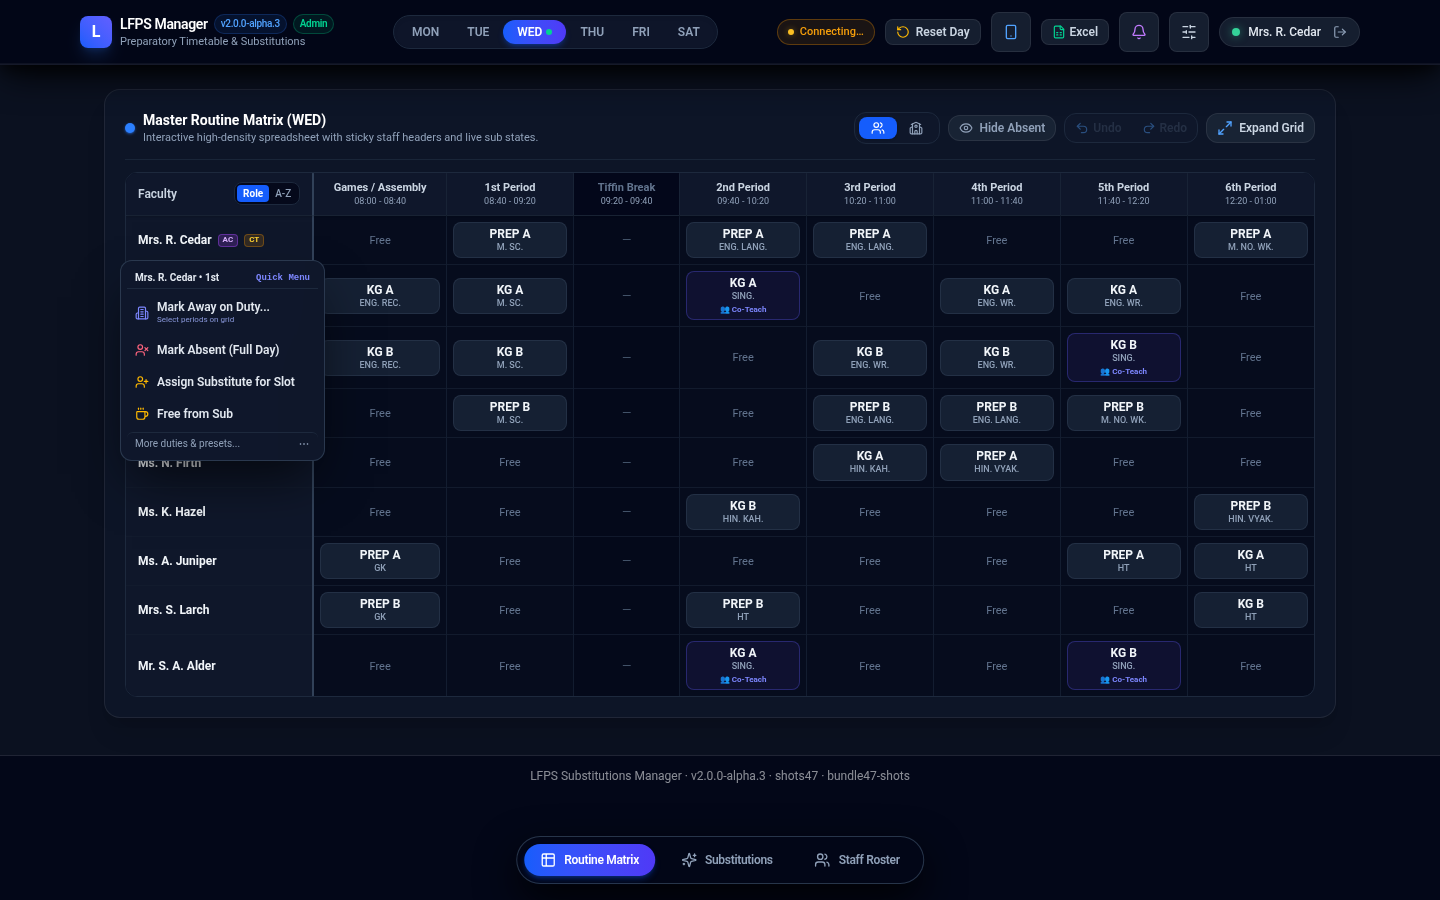 L
LFPS Manager v2.0.0-alpha.3 Admin
Preparatory Timetable & Substitutions
MON TUE WED THU FRI SAT
Connecting... Reset Day Excel Mrs. R. Cedar
Master Routine Matrix (WED)
Interactive high-density spreadsheet with sticky staff headers and live sub states.
Hide Absent Undo Redo Expand Grid
Faculty Role A-Z
Games / Assembly 1st Period Tiffin Break 2nd Period 3rd Period 4th Period 5th Period 6th Period
08:00 - 08:40 08:40 - 09:20 09:20 - 09:40 09:40 - 10:20 10:20 - 11:00 11:00 - 11:40 11:40 - 12:20 12:20 - 01:00
Mrs. R. Cedar AC CT Free PREP A — PREP A PREP A Free Free PREP A
M. SC. ENG. LANG. ENG. LANG. M. NO. WK.
Mrs. R. Cedar • 1st Quick Menu
Mark Away on Duty...
Select periods on grid
Mark Absent (Full Day)
Assign Substitute for Slot
Free from Sub
More duties & presets... ...
KG A KG A — KG A Free KG A KG A Free
ENG. REC. M. SC. SING. ENG. WR. ENG. WR.
Co-Teach
KG B KG B — Free KG B KG B KG B Free
ENG. REC. M. SC. ENG. WR. ENG. WR. SING.
Co-Teach
Free PREP B — Free PREP B PREP B PREP B Free
M. SC. ENG. LANG. ENG. LANG. M. NO. WK.
Ms. N. Firth Free Free — Free KG A PREP A Free Free
HIN. KAH. HIN. VYAK.
Ms. K. Hazel Free Free — KG B Free Free Free PREP B
HIN. KAH. HIN. VYAK.
Ms. A. Juniper PREP A Free — Free Free Free PREP A KG A
GK HT HT
Mrs. S. Larch PREP B Free — PREP B Free Free Free KG B
GK HT HT
Mr. S. A. Alder Free Free — KG A Free Free KG B Free
SING. SING.
Co-Teach Co-Teach
LFPS Substitutions Manager · v2.0.0-alpha.3 · shots47 · bundle47-shots
Routine Matrix Substitutions Staff Roster